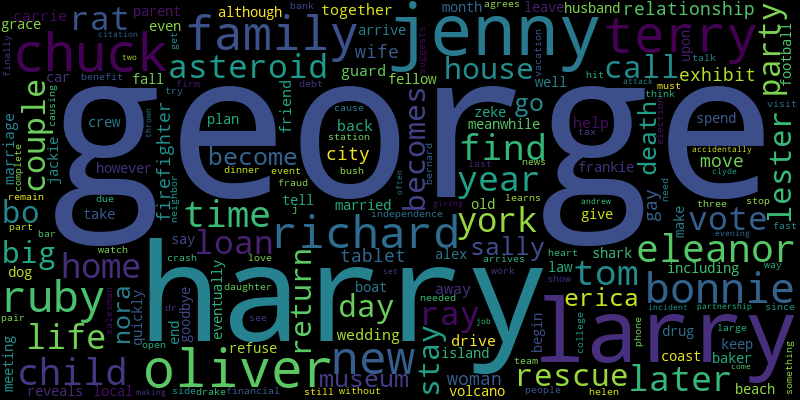 george
harry
larry
jenny
chuck
terry
family
richard
oliver
eleanor
ruby
new
asteroid
party
house
call
rat
couple
find
year
york
time
loan
return
stay
rescue
later
lester
bonnie
vote
tom
erica
sally
ray
day
museum
life
child
home
big
bo
nora
become
becomes
city
death
exhibit
relationship
wife
go
move
gay
firefighter
although
together
arrive
guard
fellow
husband
leave
month
agrees
upon
football
parent
carrie
grace
even
fall
car
bank
citation
two
get
benefit
try
firm
debt
suggests
well
hit
vacation
talk
attack
must
think
visit
finally
marriage
jackie
causing
crew
plan
friend
back
cause
station
bush
bernard
meanwhile
zeke
help
tax
frankie
election
spend
accidentally
clyde
however
due
take
thrown
neighbor
dinner
event
fraud
tell
j
married
independence
often
last
news
learns
old
give
andrew
make
need
three
stop
fast
remain
complete
part
bar
dog
watch
say
crash
love
tablet
alex
arrives
giving
shark
law
heart
show
including
way
evening
pair
meeting
quickly
salesman
dr
end
open
goodbye
eventually
daughter
see
wedding
boat
set
away
needed
work
job
drive
island
begin
college
phone
incident
partnership
since
drug
keep
large
coast
baker
come
beach
something
reveals
local
making
side
drake
refuse
financial
still
without
woman
volcano
team
people
helen